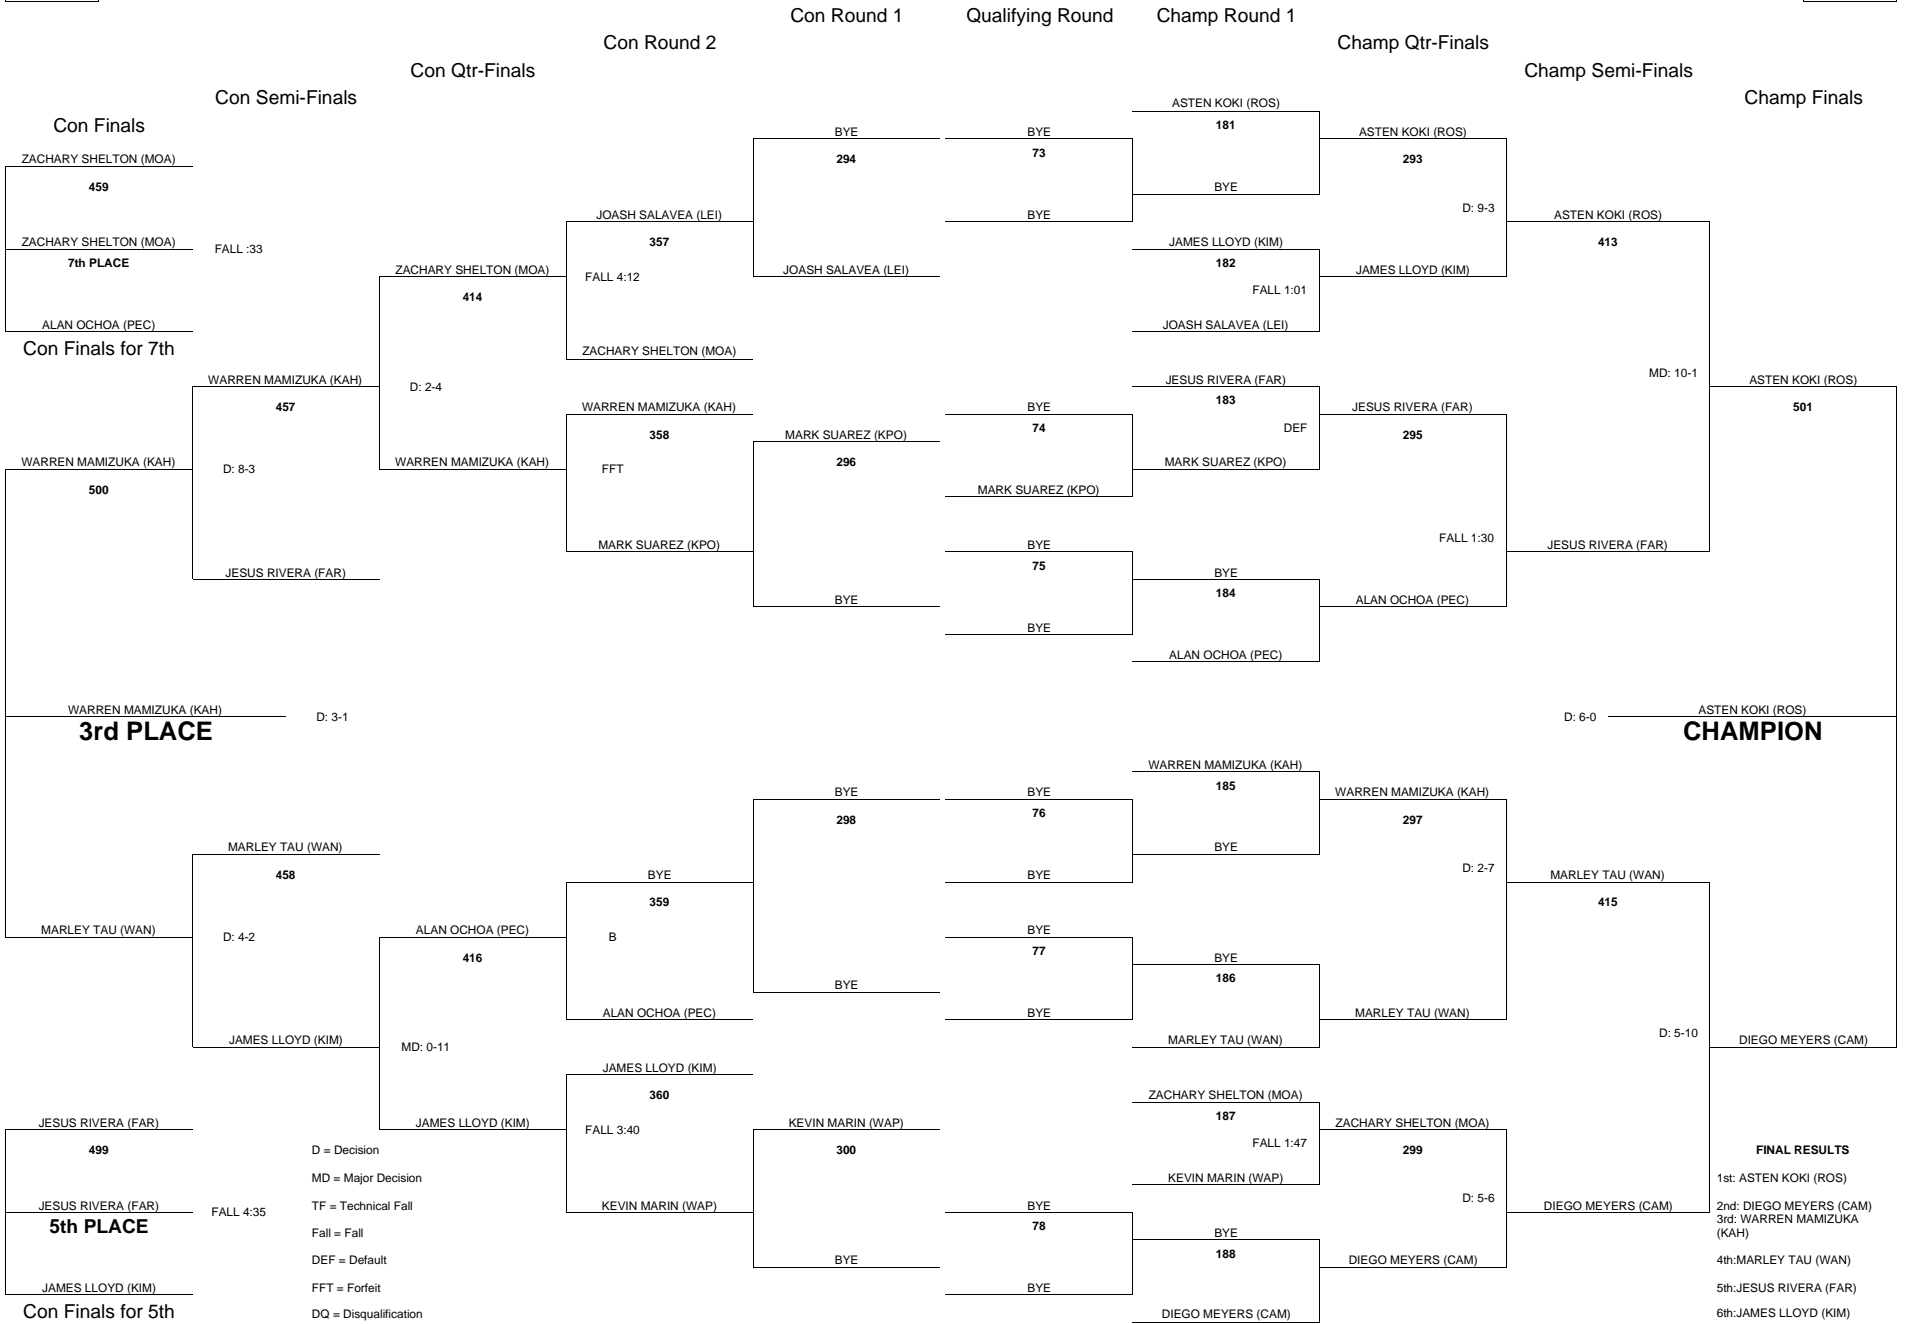 Con Round 1
Qualifying Round
Champ Round 1
Con Round 2
Champ Qtr-Finals
Con Qtr-Finals
Champ Semi-Finals
Con Semi-Finals
Champ Finals
Con Finals
ZACHARY SHELTON (MOA)
459
ZACHARY SHELTON (MOA)
FALL :33
7th PLACE
ALAN OCHOA (PEC)
Con Finals for 7th
WARREN MAMIZUKA (KAH)
457
WARREN MAMIZUKA (KAH)
D: 8-3
500
JESUS RIVERA (FAR)
ZACHARY SHELTON (MOA)
414
D: 2-4
WARREN MAMIZUKA (KAH)
JOASH SALAVEA (LEI)
357
FALL 4:12
ZACHARY SHELTON (MOA)
WARREN MAMIZUKA (KAH)
358
FFT
MARK SUAREZ (KPO)
BYE
294
JOASH SALAVEA (LEI)
MARK SUAREZ (KPO)
296
BYE
BYE
73
BYE
BYE
74
MARK SUAREZ (KPO)
BYE
75
BYE
ASTEN KOKI (ROS)
181
BYE
JAMES LLOYD (KIM)
182
FALL 1:01
JOASH SALAVEA (LEI)
JESUS RIVERA (FAR)
183
DEF
MARK SUAREZ (KPO)
BYE
184
ALAN OCHOA (PEC)
ASTEN KOKI (ROS)
293
D: 9-3
JAMES LLOYD (KIM)
JESUS RIVERA (FAR)
295
FALL 1:30
ALAN OCHOA (PEC)
ASTEN KOKI (ROS)
413
MD: 10-1
JESUS RIVERA (FAR)
ASTEN KOKI (ROS)
501
WARREN MAMIZUKA (KAH)
D: 3-1
3rd PLACE
D: 6-0
ASTEN KOKI (ROS)
CHAMPION
MARLEY TAU (WAN)
458
MARLEY TAU (WAN)
D: 4-2
JAMES LLOYD (KIM)
ALAN OCHOA (PEC)
416
MD: 0-11
JAMES LLOYD (KIM)
BYE
359
B
ALAN OCHOA (PEC)
JAMES LLOYD (KIM)
360
FALL 3:40
KEVIN MARIN (WAP)
BYE
298
BYE
KEVIN MARIN (WAP)
300
BYE
BYE
76
BYE
BYE
77
BYE
BYE
78
BYE
WARREN MAMIZUKA (KAH)
185
BYE
BYE
186
MARLEY TAU (WAN)
ZACHARY SHELTON (MOA)
187
FALL 1:47
KEVIN MARIN (WAP)
BYE
188
DIEGO MEYERS (CAM)
WARREN MAMIZUKA (KAH)
297
D: 2-7
MARLEY TAU (WAN)
ZACHARY SHELTON (MOA)
299
D: 5-6
DIEGO MEYERS (CAM)
MARLEY TAU (WAN)
415
D: 5-10
DIEGO MEYERS (CAM)
DIEGO MEYERS (CAM)
JESUS RIVERA (FAR)
499
JESUS RIVERA (FAR)
FALL 4:35
5th PLACE
JAMES LLOYD (KIM)
Con Finals for 5th
D = Decision
MD = Major Decision
TF = Technical Fall
Fall = Fall
DEF = Default
FFT = Forfeit
DQ = Disqualification
FINAL RESULTS
1st: ASTEN KOKI (ROS)
2nd: DIEGO MEYERS (CAM)
3rd: WARREN MAMIZUKA
(KAH)
4th:MARLEY TAU (WAN)
5th:JESUS RIVERA (FAR)
6th:JAMES LLOYD (KIM)